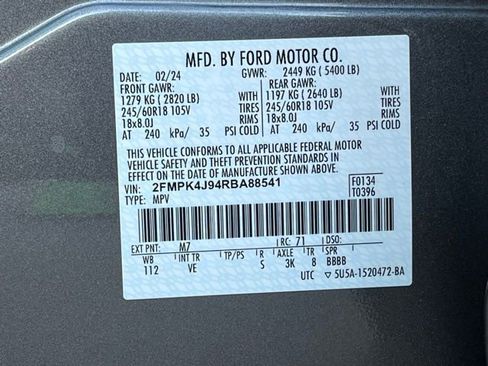 MFD. BY FORD MOTOR CO.
DATE: 02/24 GVWR: 2449 KG ( 5400 LB)
FRONT GAWR: REAR GAWR:
1279 KG ( 2820 LB) 1197 KG ( 2640 LB)
245/60R18 105V TIRES 245/60R18 105V TIRES
18x8.0J RIMS 18x8.0J RIMS
AT 240 kPa/ 35 PSI COLD AT 240 kPa/ 35 PSI COLD
THIS VEHICLE CONFORMS TO ALL APPLICABLE FEDERAL MOTOR
VEHICLE SAFETY AND THEFT PREVENTION STANDARDS IN
EFFECT ON THE DATE OF MANUFACTURE SHOWN ABOVE.
VIN: 2FMPK4J94RBA88541 F0134
TYPE: MPV T0396
EXT PNT: M7 RC: 71 DSO:
WB INT TR TP/PS R AXLE TR SPR
112 VE S 3K 8 BBBB
UTC ▽5U5A-1520472-BA